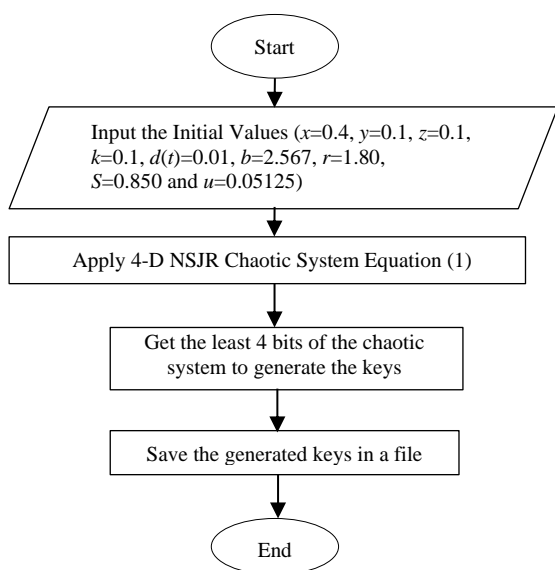 Start
Input the Initial Values (x=0.4, y=0.1, z=0.1,
k=0.1, d(t)=0.01, b=2.567, r=1.80,
S=0.850 and u=0.05125)
Apply 4-D NSJR Chaotic System Equation (1)
Get the least 4 bits of the chaotic
system to generate the keys
Save the generated keys in a file
End